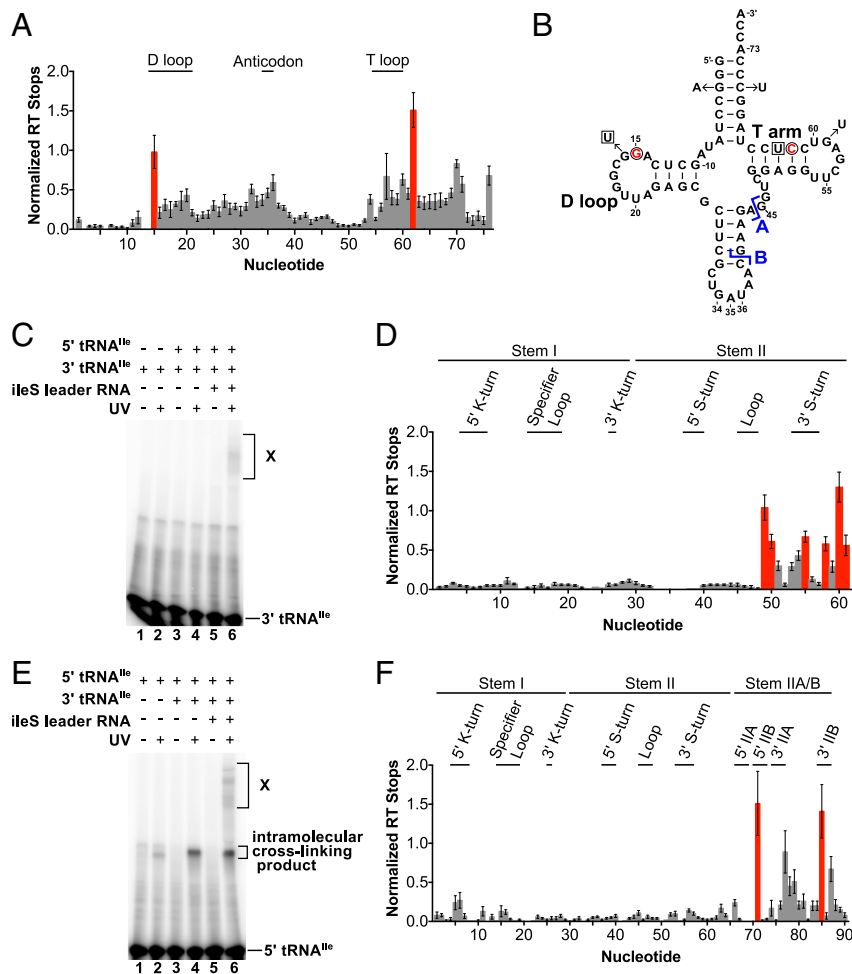 A
D loop Anticodon T loop
Normalized RT Stops
2.0
1.5
1.0
0.5
0.0
10 20 30 40 50 60 70
Nucleotide
B
A-3'
C
C
A-73
5'-
A
U
T arm
60
U
U C
55
U
15
G
-10
D loop
20
45
A
B
34 35 36
C
5' tRNAIle - - + + + +
3' tRNAIle + + + + + +
ileS leader RNA - - - - + +
UV - + - + - +
X
3' tRNAIle
1 2 3 4 5 6
D
Stem I Stem II
5' K-turn
Specifier Loop
3' K-turn
5' S-turn
Loop
3' S-turn
Normalized RT Stops
2.0
1.5
1.0
0.5
0.0
10 20 30 40 50 60
Nucleotide
E
5' tRNAIle + + + + + +
3' tRNAIle - - + + + +
ileS leader RNA - - - - + +
UV - + - + - +
X
intramolecular
cross-linking
product
5' tRNAIle
1 2 3 4 5 6
F
Stem I Stem II Stem IIA/B
5' K-turn
Specifier Loop
3' K-turn
5' S-turn
Loop
3' S-turn
5' IIA
5' IIB
3' IIA
3' IIB
Normalized RT Stops
2.0
1.5
1.0
0.5
0.0
10 20 30 40 50 60 70 80 90
Nucleotide